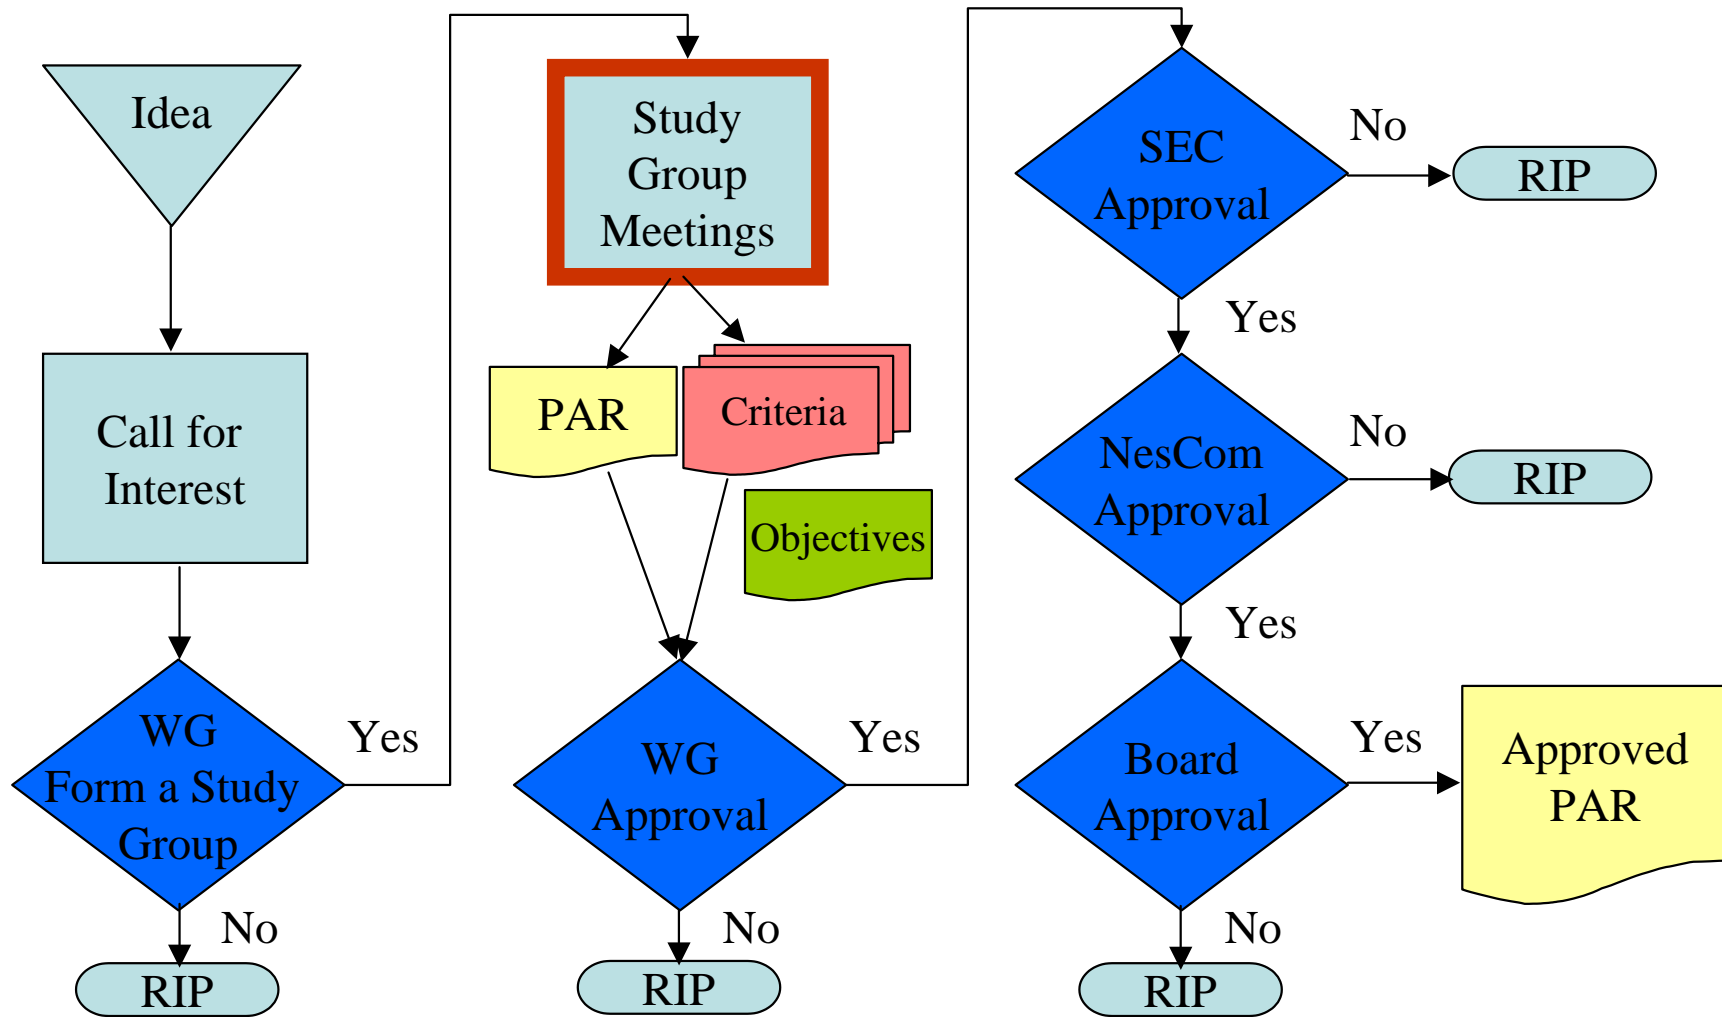 Idea
Call for
Interest
WG
Form a Study
Group
Yes
No
RIP
Study
Group
Meetings
PAR
Criteria
Objectives
WG
Approval
Yes
No
RIP
SEC
Approval
No
RIP
Yes
NesCom
Approval
No
RIP
Yes
Board
Approval
Yes
Approved
PAR
No
RIP